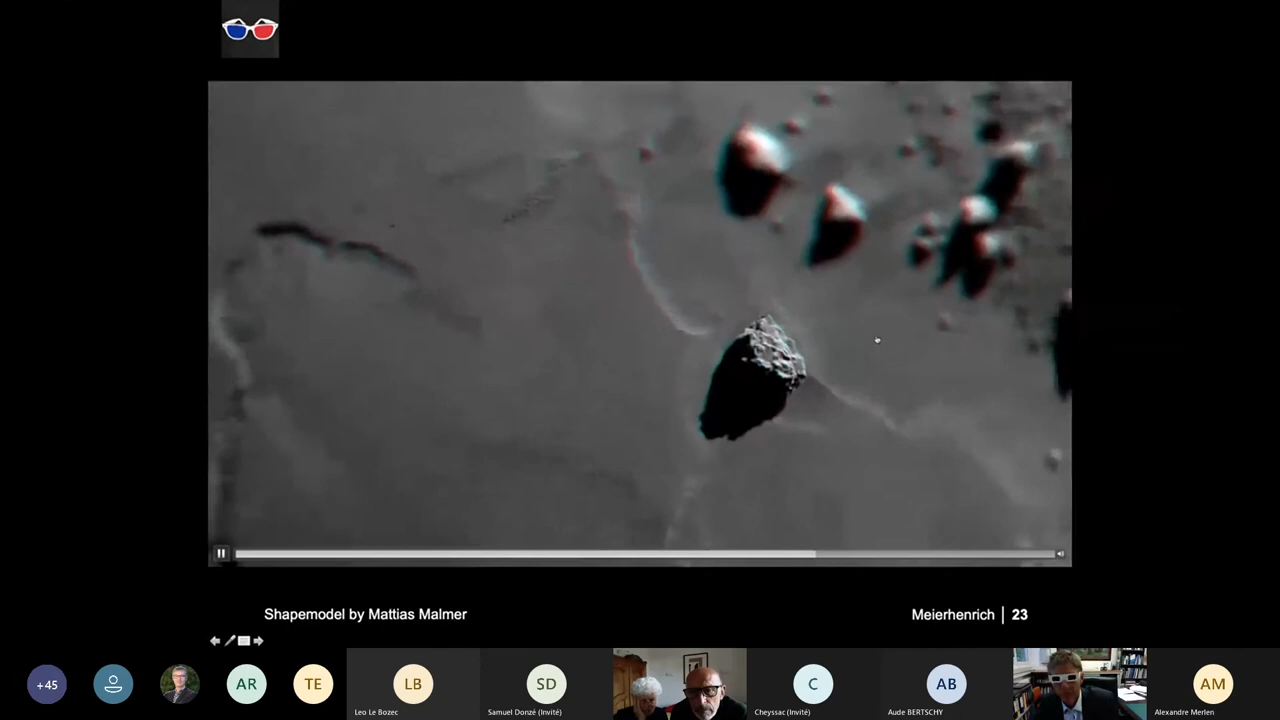 Shapemodel by Mattias Malmer
Meierhenrich | 23
+45
AR
TE
LB
Leo Le Bozec
SD
Samuel Donzé (Invité)
C
Cheyssac (Invité)
AB
Aude BERTSCHY
AM
Alexandre Merlen